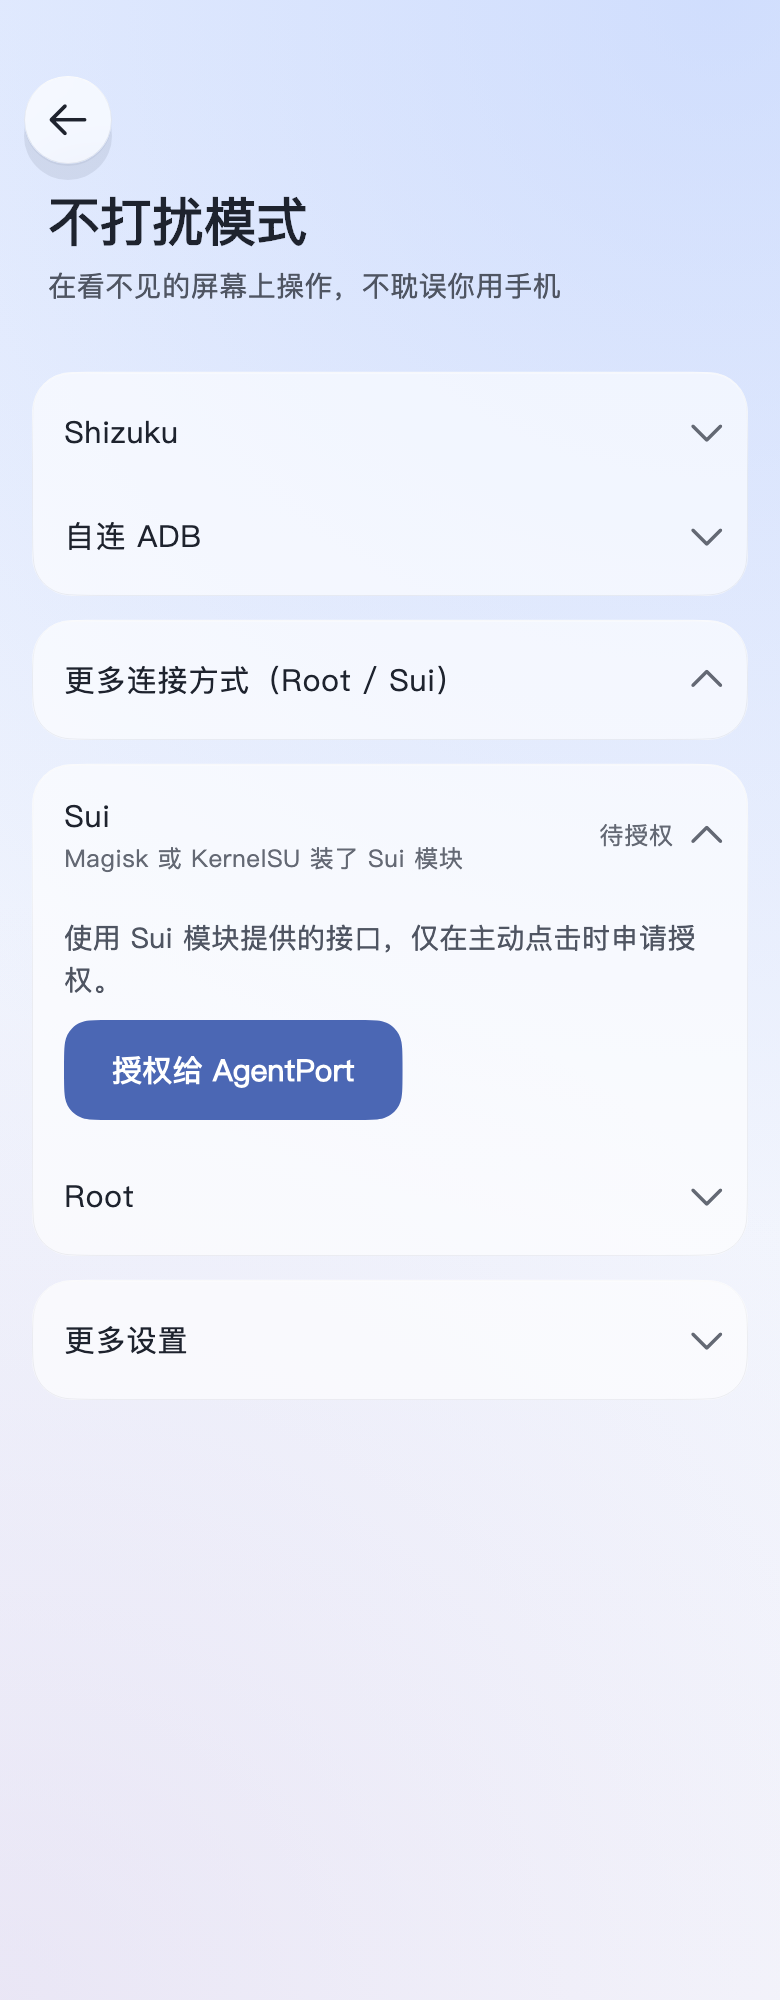 不打扰模式
在看不见的屏幕上操作，不耽误你用手机
Shizuku
自连 ADB
更多连接方式（Root / Sui）
Sui
待授权
Magisk 或 KernelSU 装了 Sui 模块
使用 Sui 模块提供的接口，仅在主动点击时申请授
权。
授权给 AgentPort
Root
更多设置